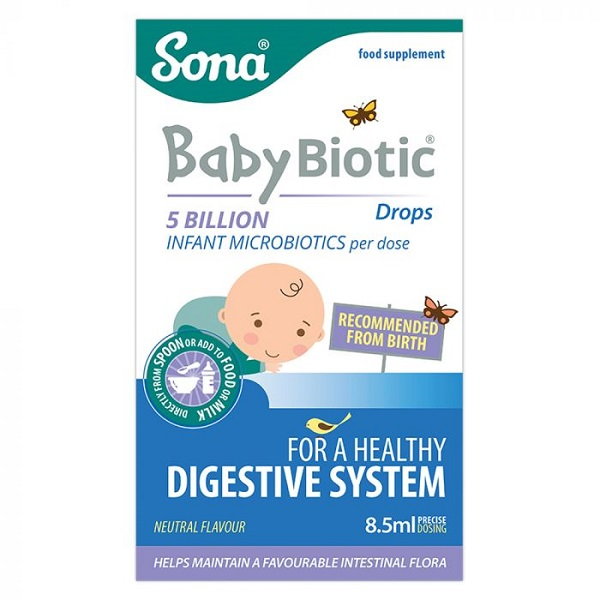 Sona®
food supplement
BabyBiotic®
Drops
5 BILLION
INFANT MICROBIOTICS per dose
RECOMMENDED
FROM BIRTH
DIRECTLY FROM SPOON OR ADD TO FOOD OR MILK
FOR A HEALTHY
DIGESTIVE SYSTEM
NEUTRAL FLAVOUR
8.5ml PRECISE
DOSING
HELPS MAINTAIN A FAVOURABLE INTESTINAL FLORA